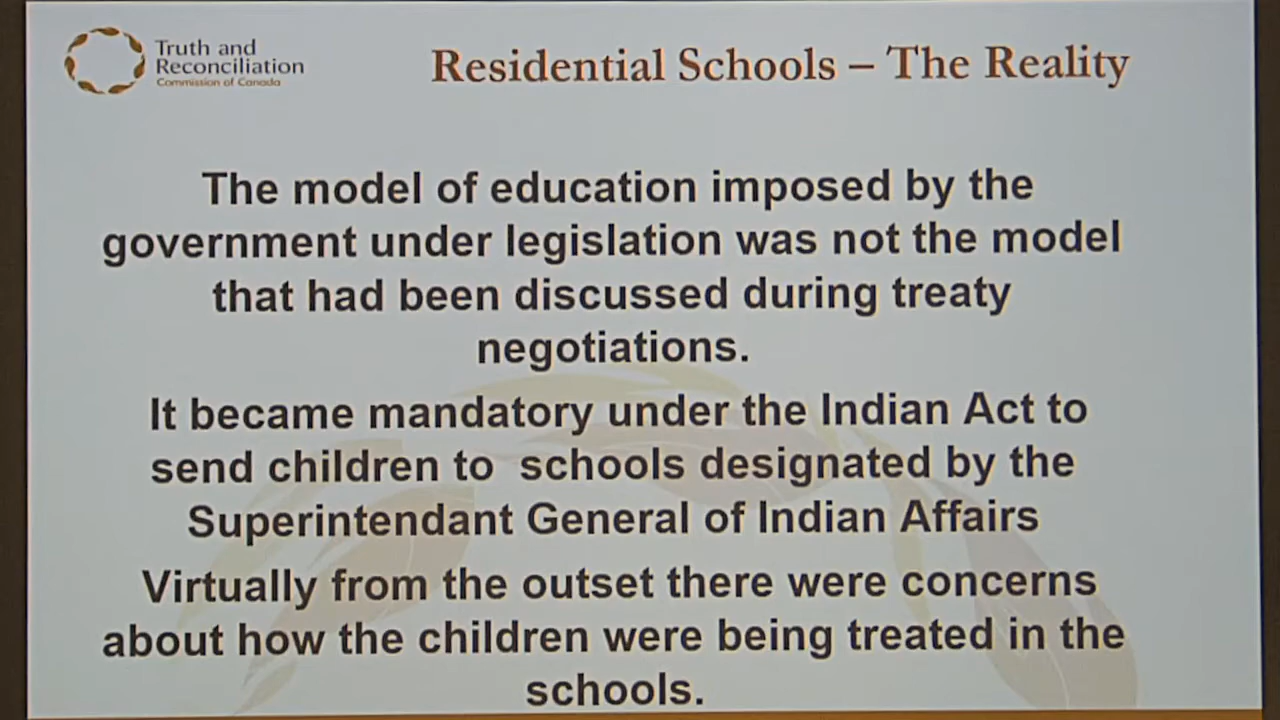 Truth and
Reconciliation
Commission of Canada
Residential Schools – The Reality
The model of education imposed by the
government under legislation was not the model
that had been discussed during treaty
negotiations.
It became mandatory under the Indian Act to
send children to schools designated by the
Superintendant General of Indian Affairs
Virtually from the outset there were concerns
about how the children were being treated in the
schools.